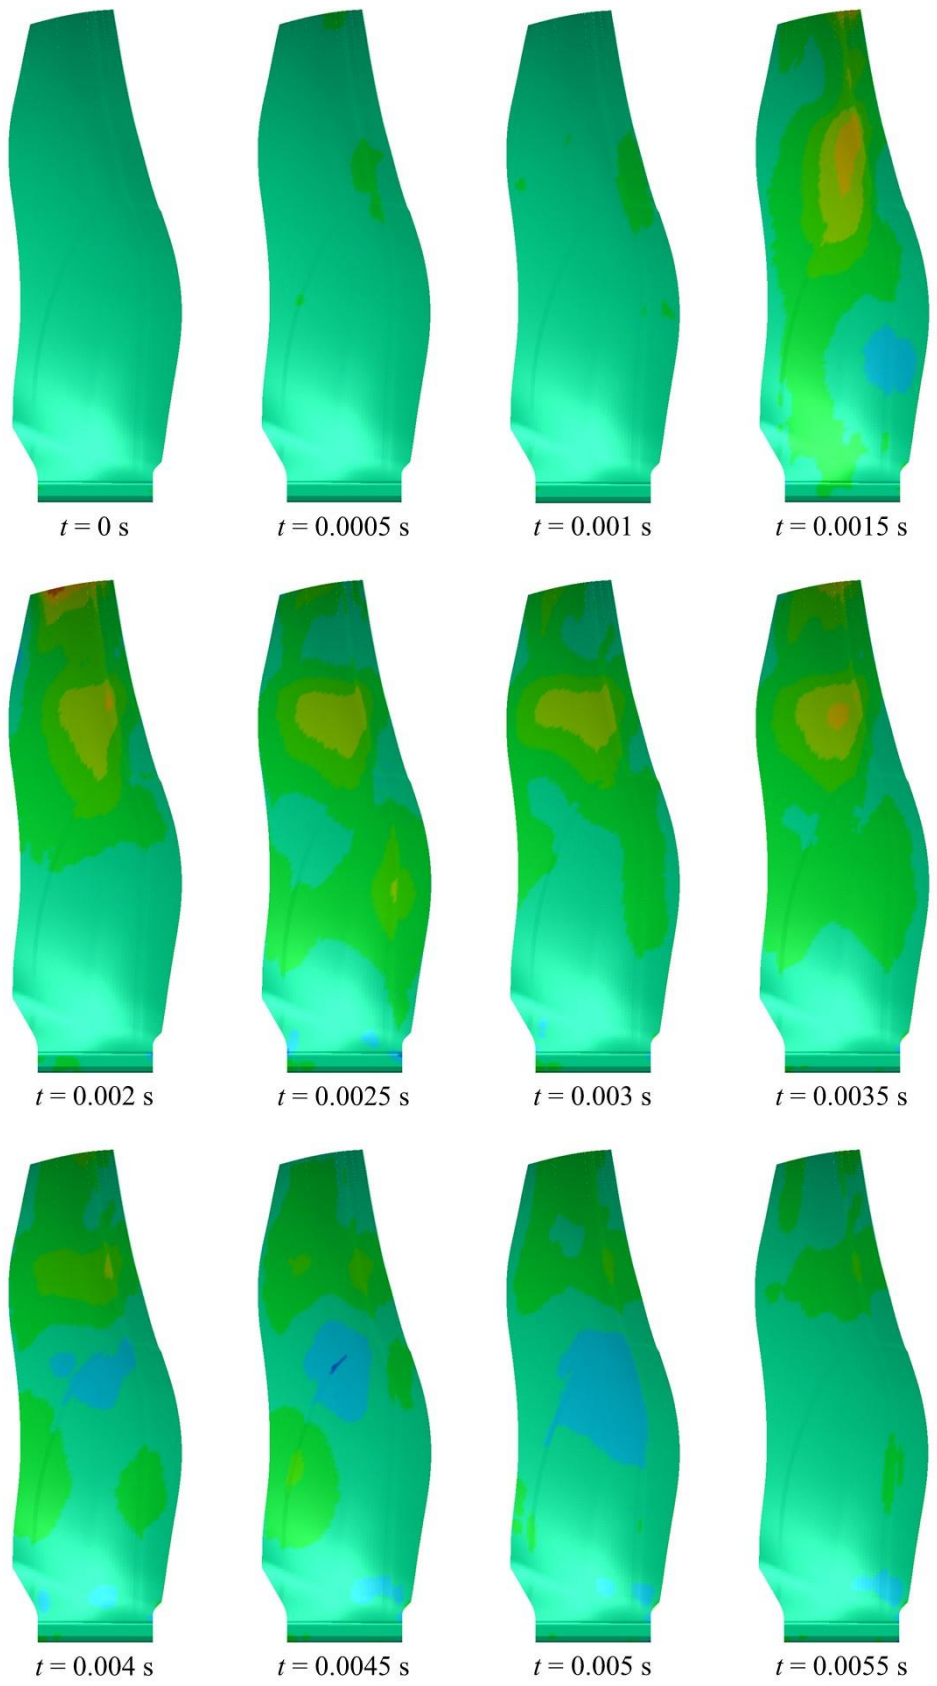 t = 0 s
t = 0.0005 s
t = 0.001 s
t = 0.0015 s
t = 0.002 s
t = 0.0025 s
t = 0.003 s
t = 0.0035 s
t = 0.004 s
t = 0.0045 s
t = 0.005 s
t = 0.0055 s